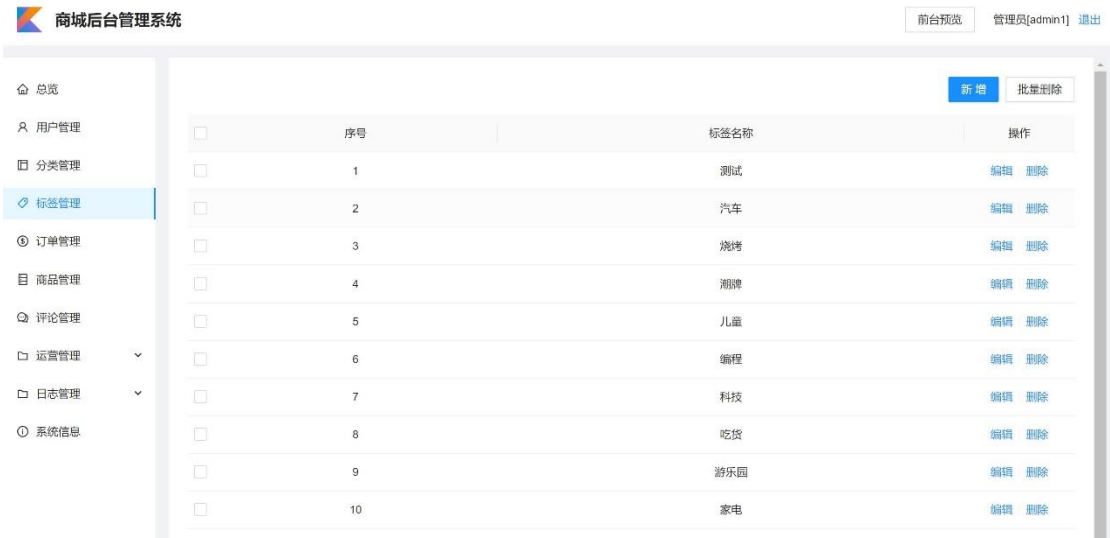 商城后台管理系统 前台预览 管理员[admin1] 退出
总览
用户管理
分类管理
标签管理
订单管理
商品管理
评论管理
运营管理
日志管理
系统信息
新 增 批量删除
序号 标签名称 操作
1 测试 编辑 删除
2 汽车 编辑 删除
3 烧烤 编辑 删除
4 潮牌 编辑 删除
5 儿童 编辑 删除
6 编程 编辑 删除
7 科技 编辑 删除
8 吃货 编辑 删除
9 游乐园 编辑 删除
10 家电 编辑 删除